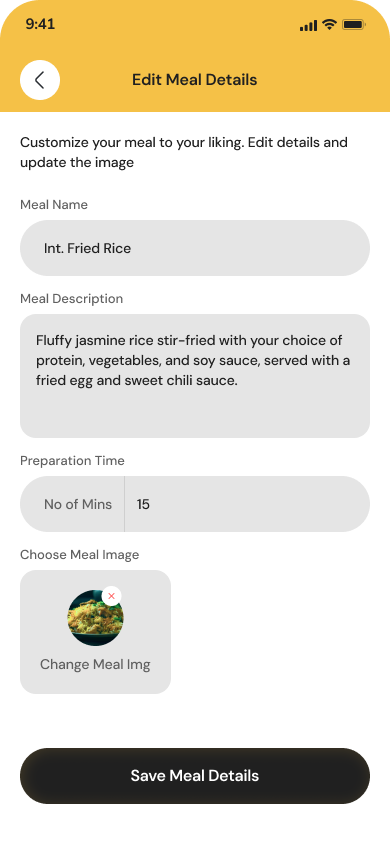 9:41
Edit Meal Details
Customize your meal to your liking. Edit details and
update the image
Meal Name
Int. Fried Rice
Meal Description
Fluffy jasmine rice stir-fried with your choice of
protein, vegetables, and soy sauce, served with a
fried egg and sweet chili sauce.
Preparation Time
No of Mins 15
Choose Meal Image
Change Meal Img
Save Meal Details